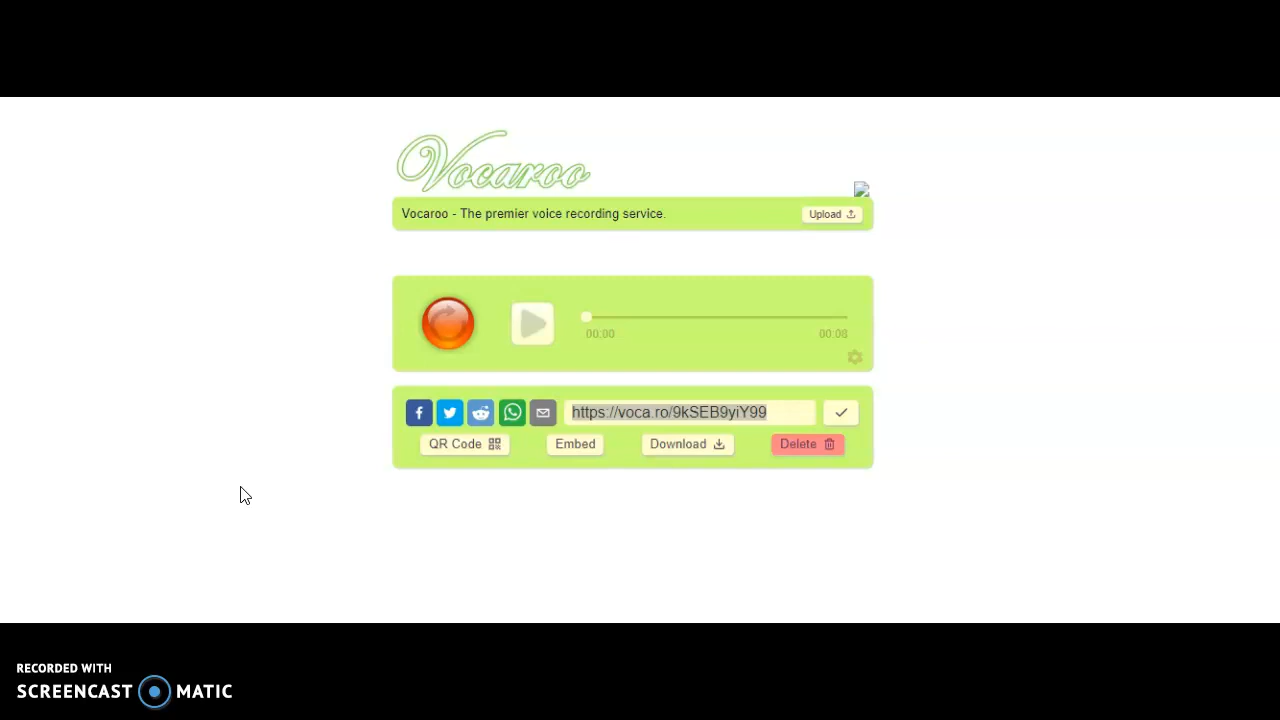 Vocaroo
Vocaroo - The premier voice recording service.
Upload
00:00
00:08
https://voca.ro/9kSEB9yiY99
QR Code
Embed
Download
Delete
RECORDED WITH
SCREENCAST MATIC